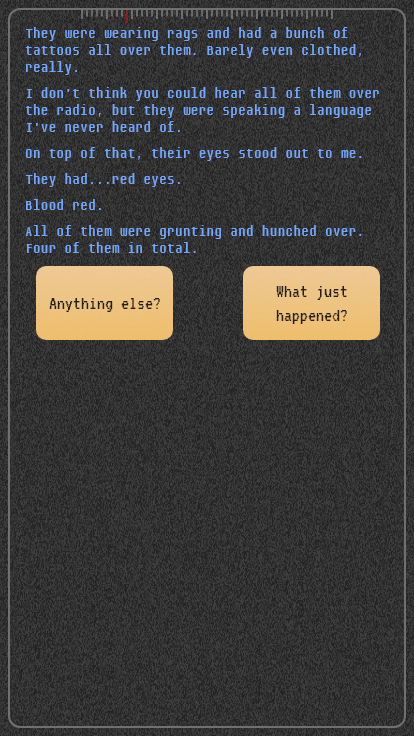 They were wearing rags and had a bunch of
tattoos all over them. Barely even clothed,
really.
I don't think you could hear all of them over
the radio, but they were speaking a language
I've never heard of.
On top of that, their eyes stood out to me.
They had...red eyes.
Blood red.
All of them were grunting and hunched over.
Four of them in total.
Anything else?
What just
happened?